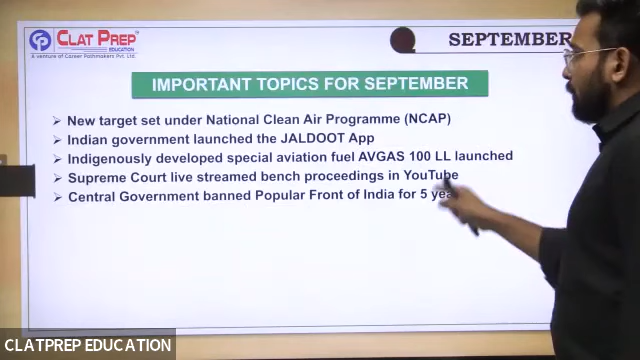 CP
CLAT PREP
EDUCATION
A venture of Career Pathmakers Pvt. Ltd.
SEPTEMBER
IMPORTANT TOPICS FOR SEPTEMBER
New target set under National Clean Air Programme (NCAP)
Indian government launched the JALDOOT App
Indigenously developed special aviation fuel AVGAS 100 LL launched
Supreme Court live streamed bench proceedings in YouTube
Central Government banned Popular Front of India for 5
CLATPREP EDUCATION